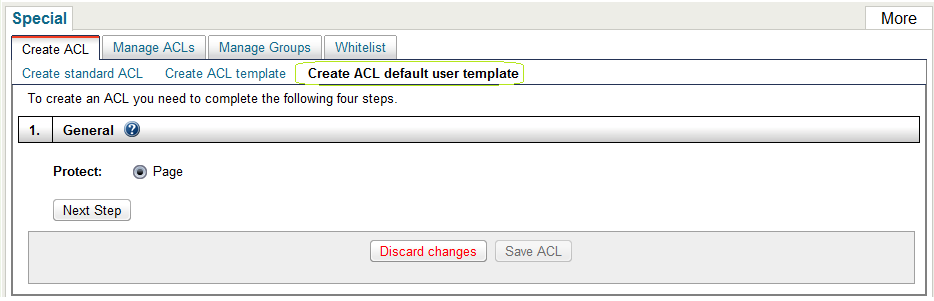 Special More
Create ACL Manage ACLs Manage Groups Whitelist
Create standard ACL Create ACL template Create ACL default user template
To create an ACL you need to complete the following four steps.
1. General ?
Protect: Page
Next Step
Discard changes Save ACL